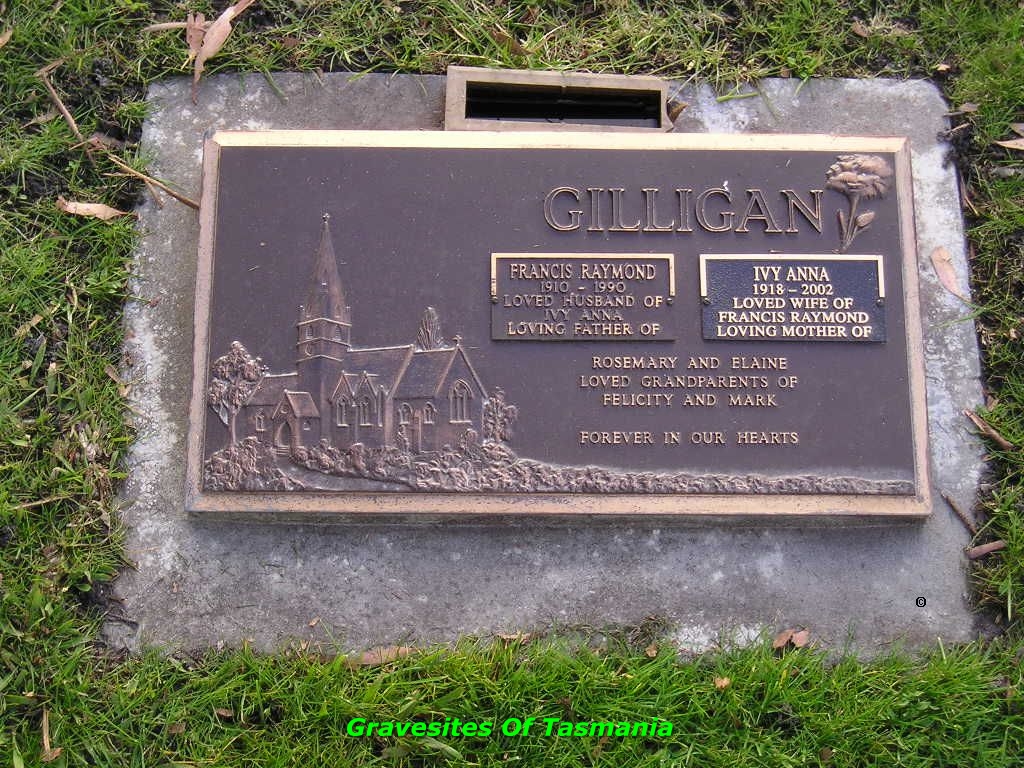 GILLIGAN
FRANCIS RAYMOND
1910 - 1990
LOVED HUSBAND OF
IVY ANNA
LOVING FATHER OF
IVY ANNA
1918 - 2002
LOVED WIFE OF
FRANCIS RAYMOND
LOVING MOTHER OF
ROSEMARY AND ELAINE
LOVED GRANDPARENTS OF
FELICITY AND MARK
FOREVER IN OUR HEARTS
©
Gravesites Of Tasmania